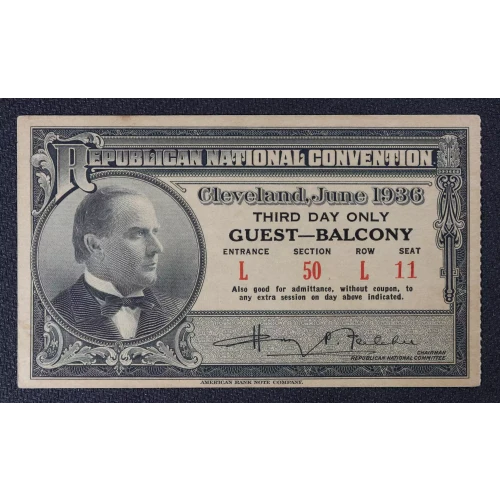 REPUBLICAN NATIONAL CONVENTION
Cleveland, June 1936
THIRD DAY ONLY
GUEST—BALCONY
ENTRANCE SECTION ROW SEAT
L 50 L 11
Also good for admittance, without coupon, to
any extra session on day above indicated.
CHAIRMAN
REPUBLICAN NATIONAL COMMITTEE
AMERICAN BANK NOTE COMPANY.